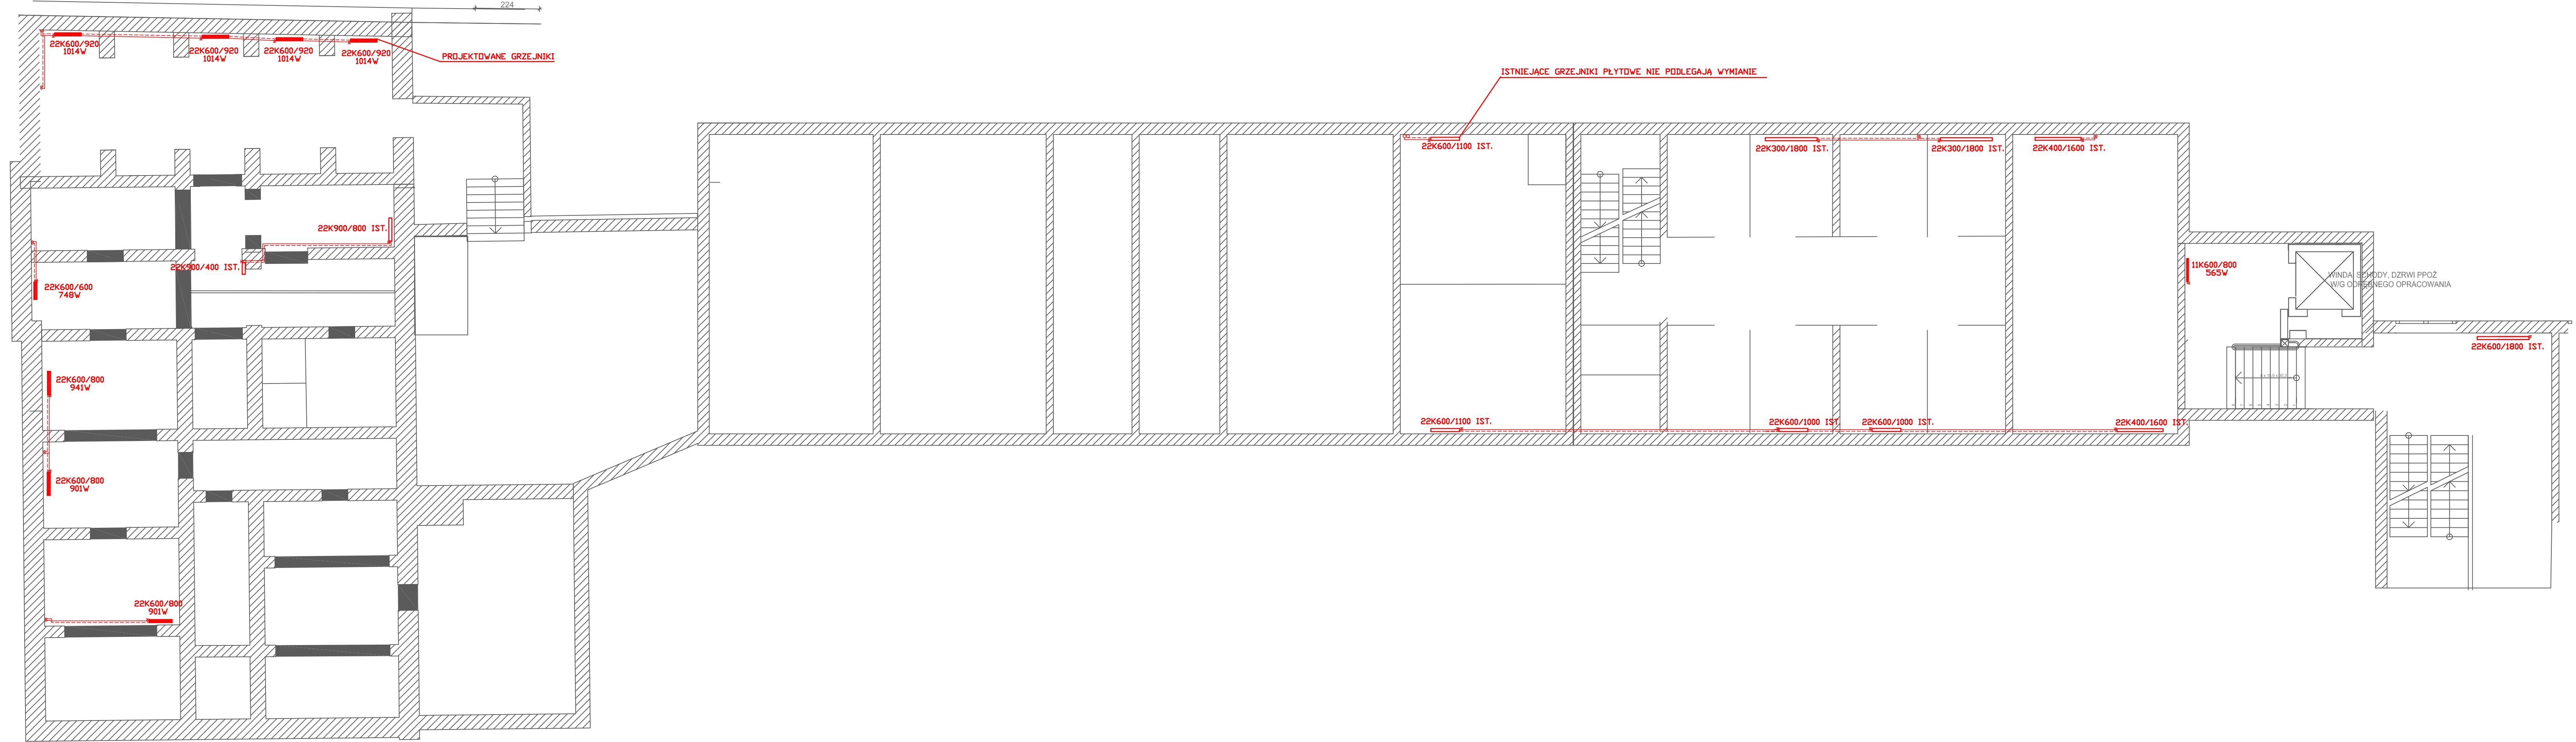 224
22K600/920
1014W
22K600/920
1014W
22K600/920
1014W
22K600/920
1014W
PROJEKTOWANE GRZEJNIKI
ISTNIEJĄCE GRZEJNIKI PŁYTOWE NIE PODLEGAJĄ WYMIANIE
22K600/1100 IST.
22K300/1800 IST.
22K300/1800 IST.
22K400/1600 IST.
22K900/800 IST.
22K900/400 IST.
22K600/600
748W
11K600/800
565W
WINDA, SCHODY, DZRWI PPOŻ
W/G ODRĘBNEGO OPRACOWANIA
22K600/1800 IST.
22K600/800
941W
22K600/1100 IST.
22K600/1000 IST.
22K600/1000 IST.
22K400/1600 IST.
22K600/800
901W
22K600/800
901W